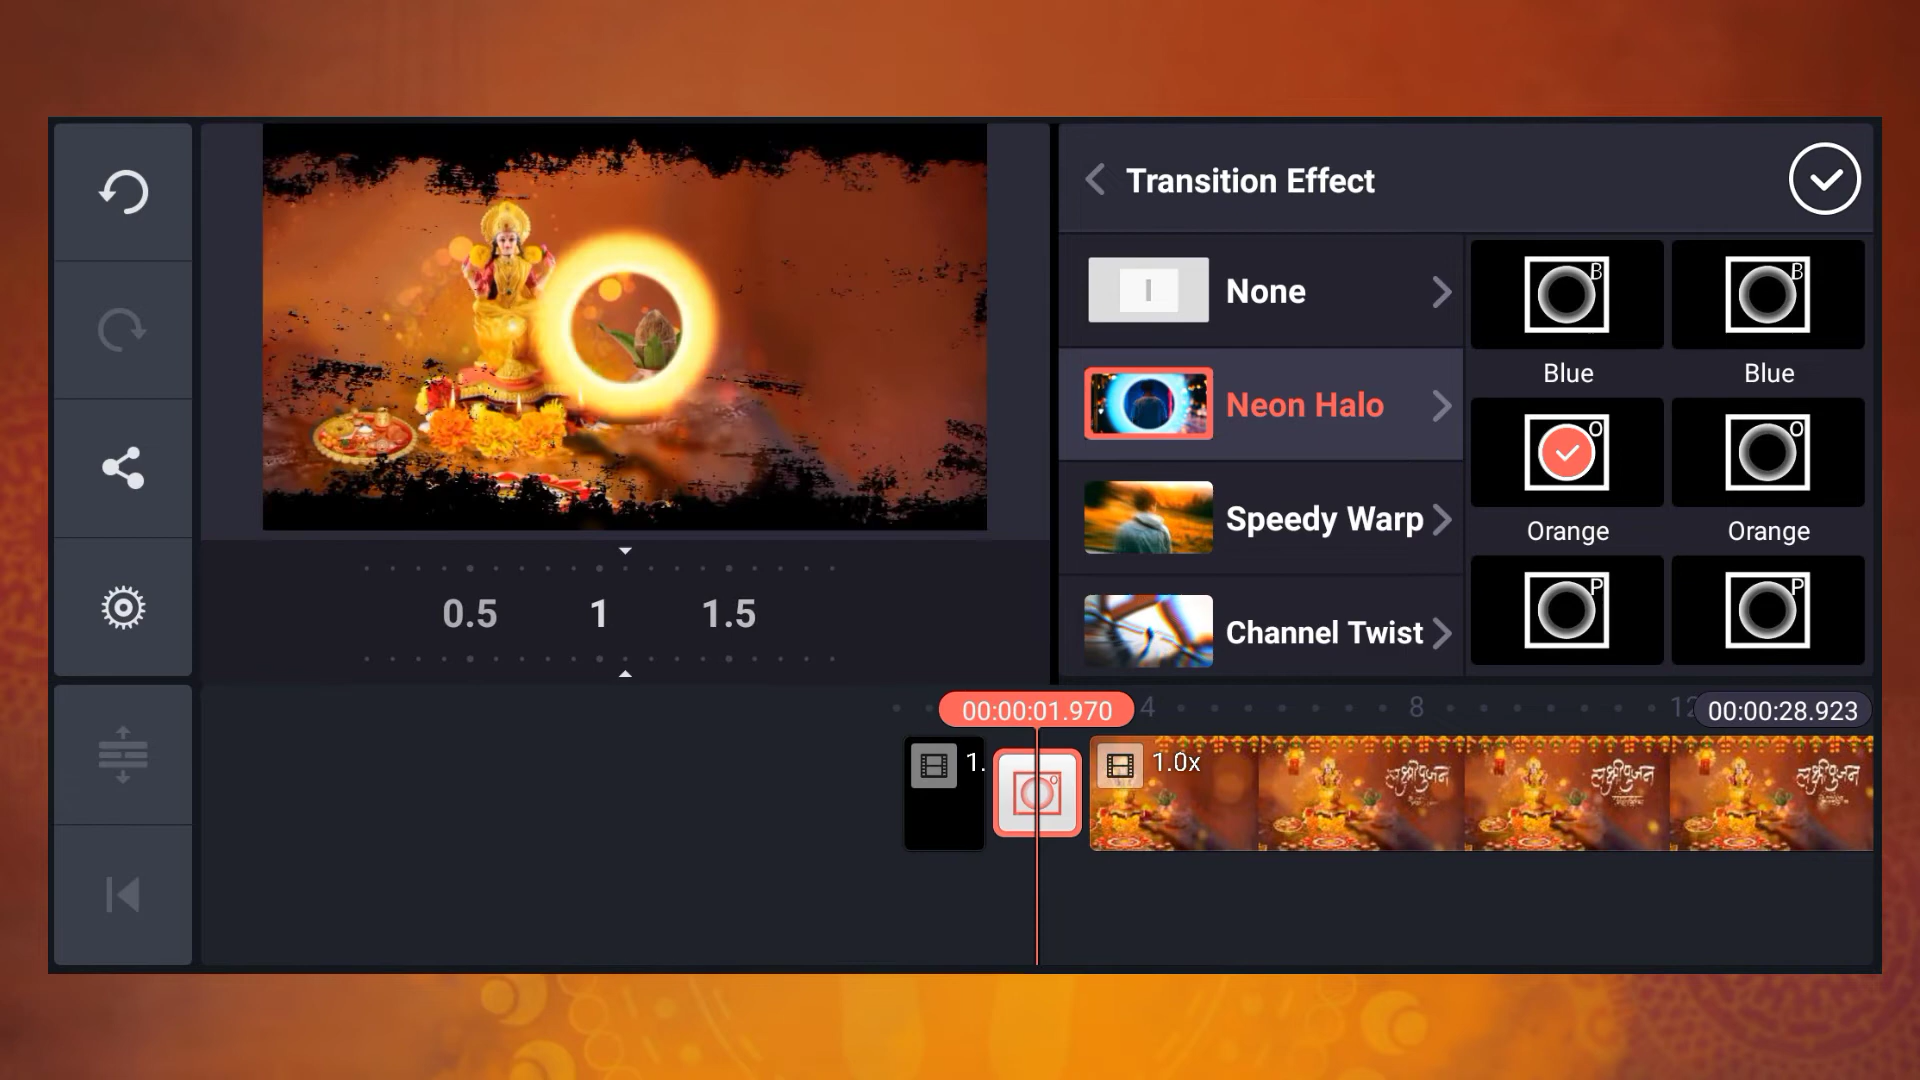 Transition Effect
None
Neon Halo
Speedy Warp
Channel Twist
B
B
Blue
Blue
O
O
Orange
Orange
P
P
0.5 1 1.5
00:00:01.970 4 8 12 00:00:28.923
1.
1.0x